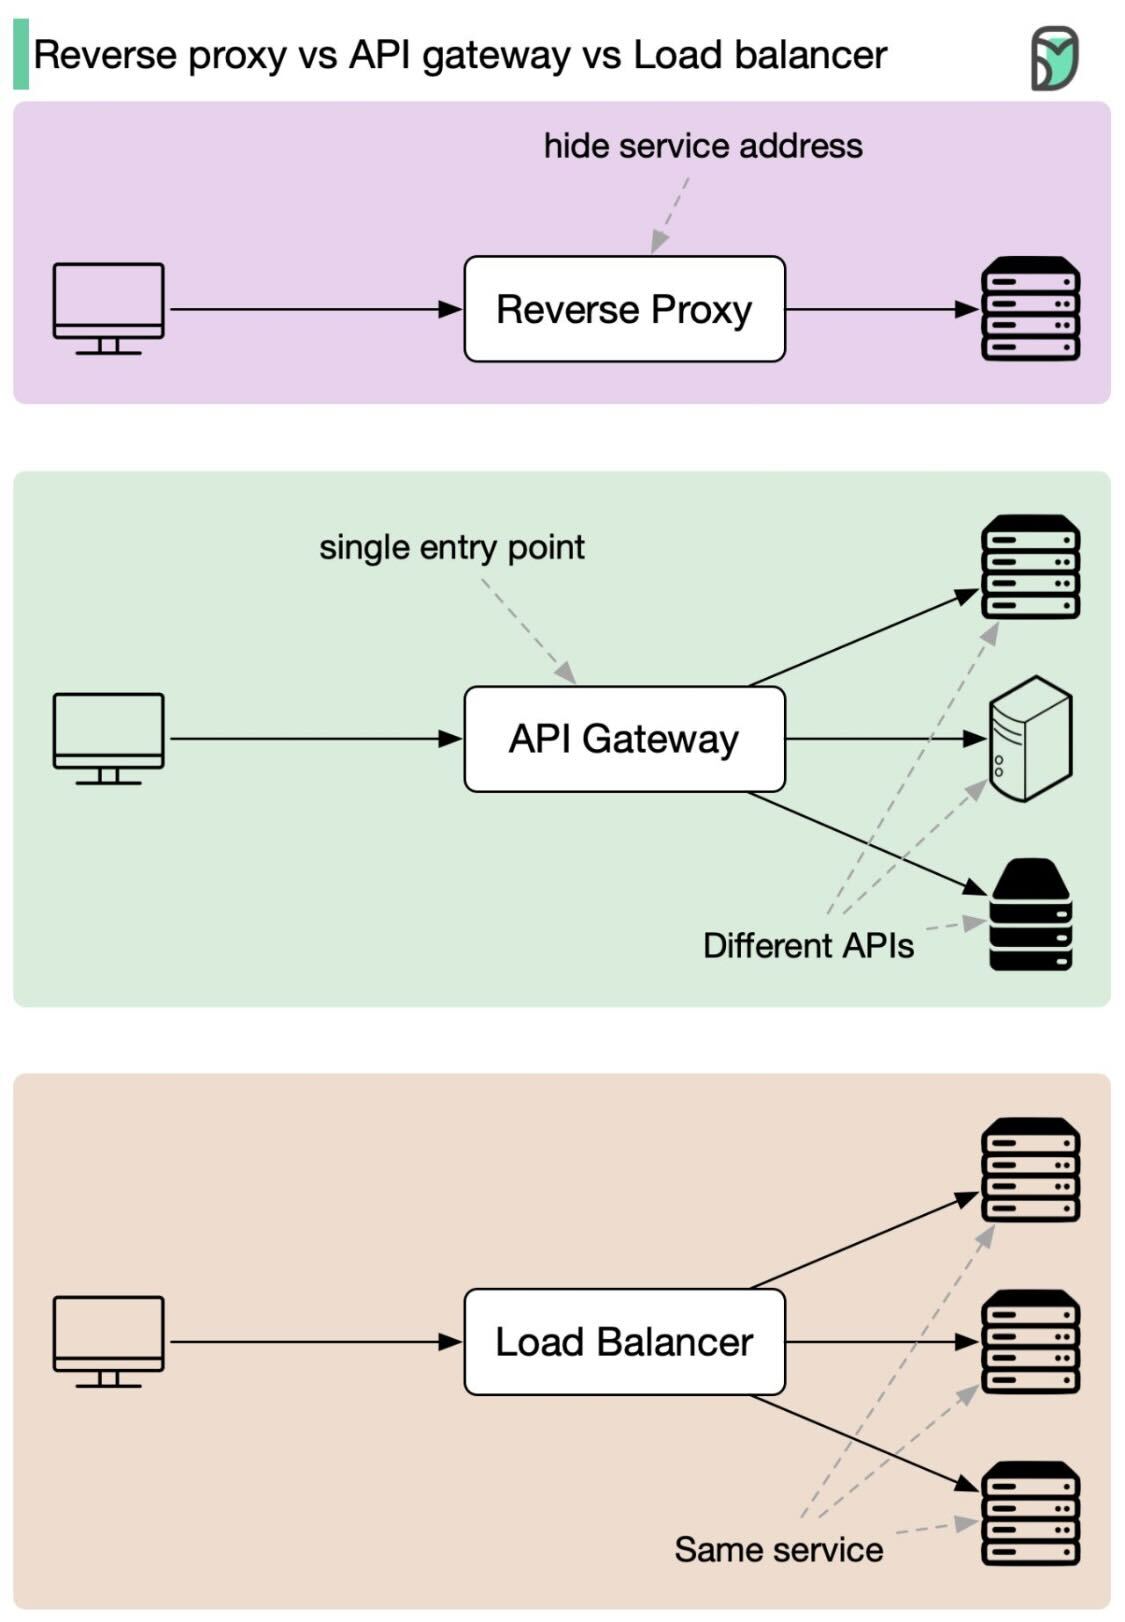 Reverse proxy vs API gateway vs Load balancer
hide service address
Reverse Proxy
single entry point
API Gateway
Different APIs
Load Balancer
Same service